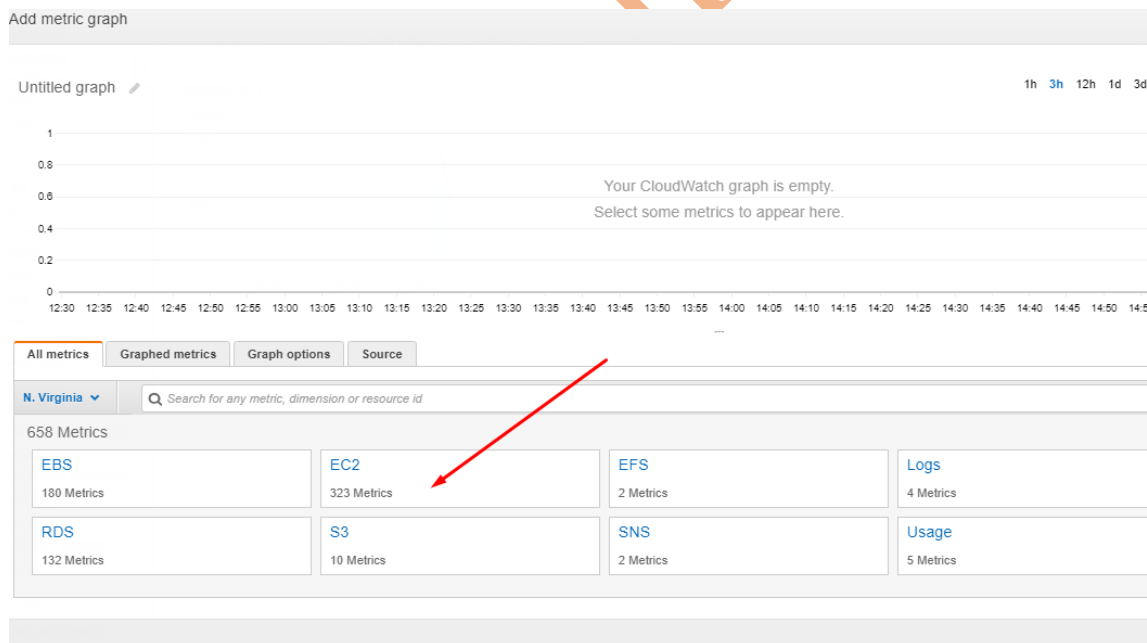 Add metric graph
Untitled graph
1h 3h 12h 1d 3d
1
0.8
0.6
0.4
0.2
0
Your CloudWatch graph is empty.
Select some metrics to appear here.
12:30 12:35 12:40 12:45 12:50 12:55 13:00 13:05 13:10 13:15 13:20 13:25 13:30 13:35 13:40 13:45 13:50 13:55 14:00 14:05 14:10 14:15 14:20 14:25 14:30 14:35 14:40 14:45 14:50 14:5
All metrics Graphed metrics Graph options Source
N. Virginia Search for any metric, dimension or resource id
658 Metrics
EBS EC2 EFS Logs
180 Metrics 323 Metrics 2 Metrics 4 Metrics
RDS S3 SNS Usage
132 Metrics 10 Metrics 2 Metrics 5 Metrics